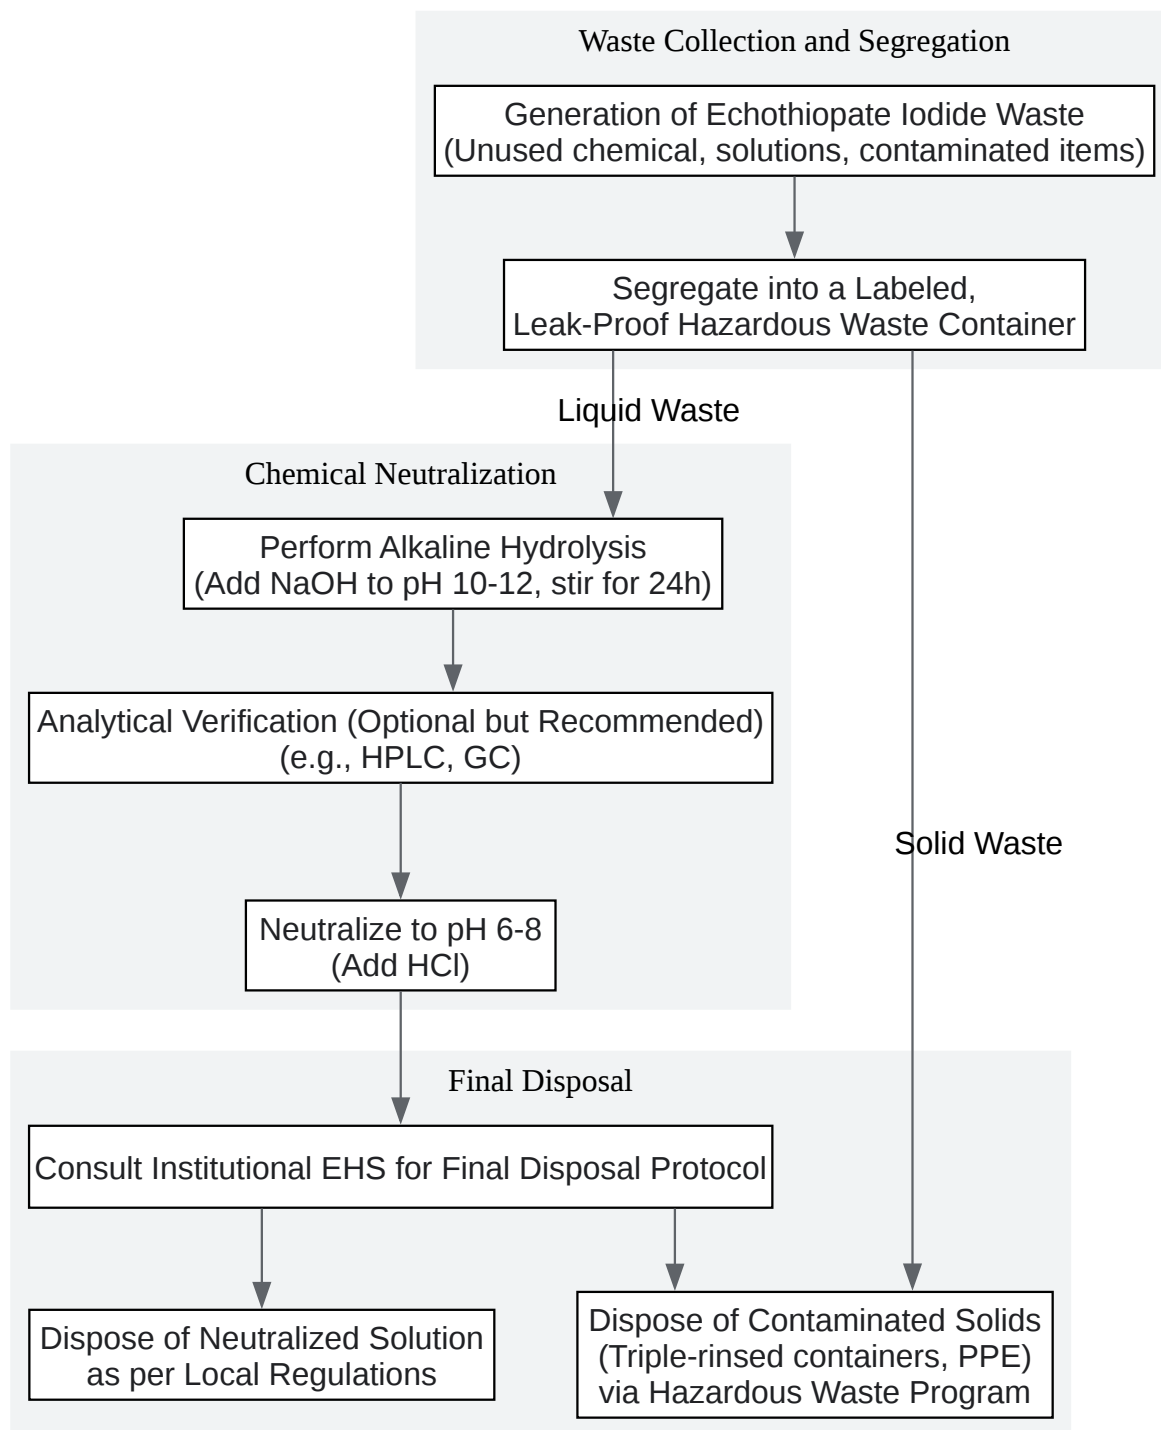 Waste Collection and Segregation
Generation of Echothiopate Iodide Waste
(Unused chemical, solutions, contaminated items)
Segregate into a Labeled,
Leak-Proof Hazardous Waste Container
Liquid Waste
Chemical Neutralization
Perform Alkaline Hydrolysis
(Add NaOH to pH 10-12, stir for 24h)
Analytical Verification (Optional but Recommended)
(e.g., HPLC, GC)
Solid Waste
Neutralize to pH 6-8
(Add HCl)
Final Disposal
Consult Institutional EHS for Final Disposal Protocol
Dispose of Neutralized Solution
as per Local Regulations
Dispose of Contaminated Solids
(Triple-rinsed containers, PPE)
via Hazardous Waste Program